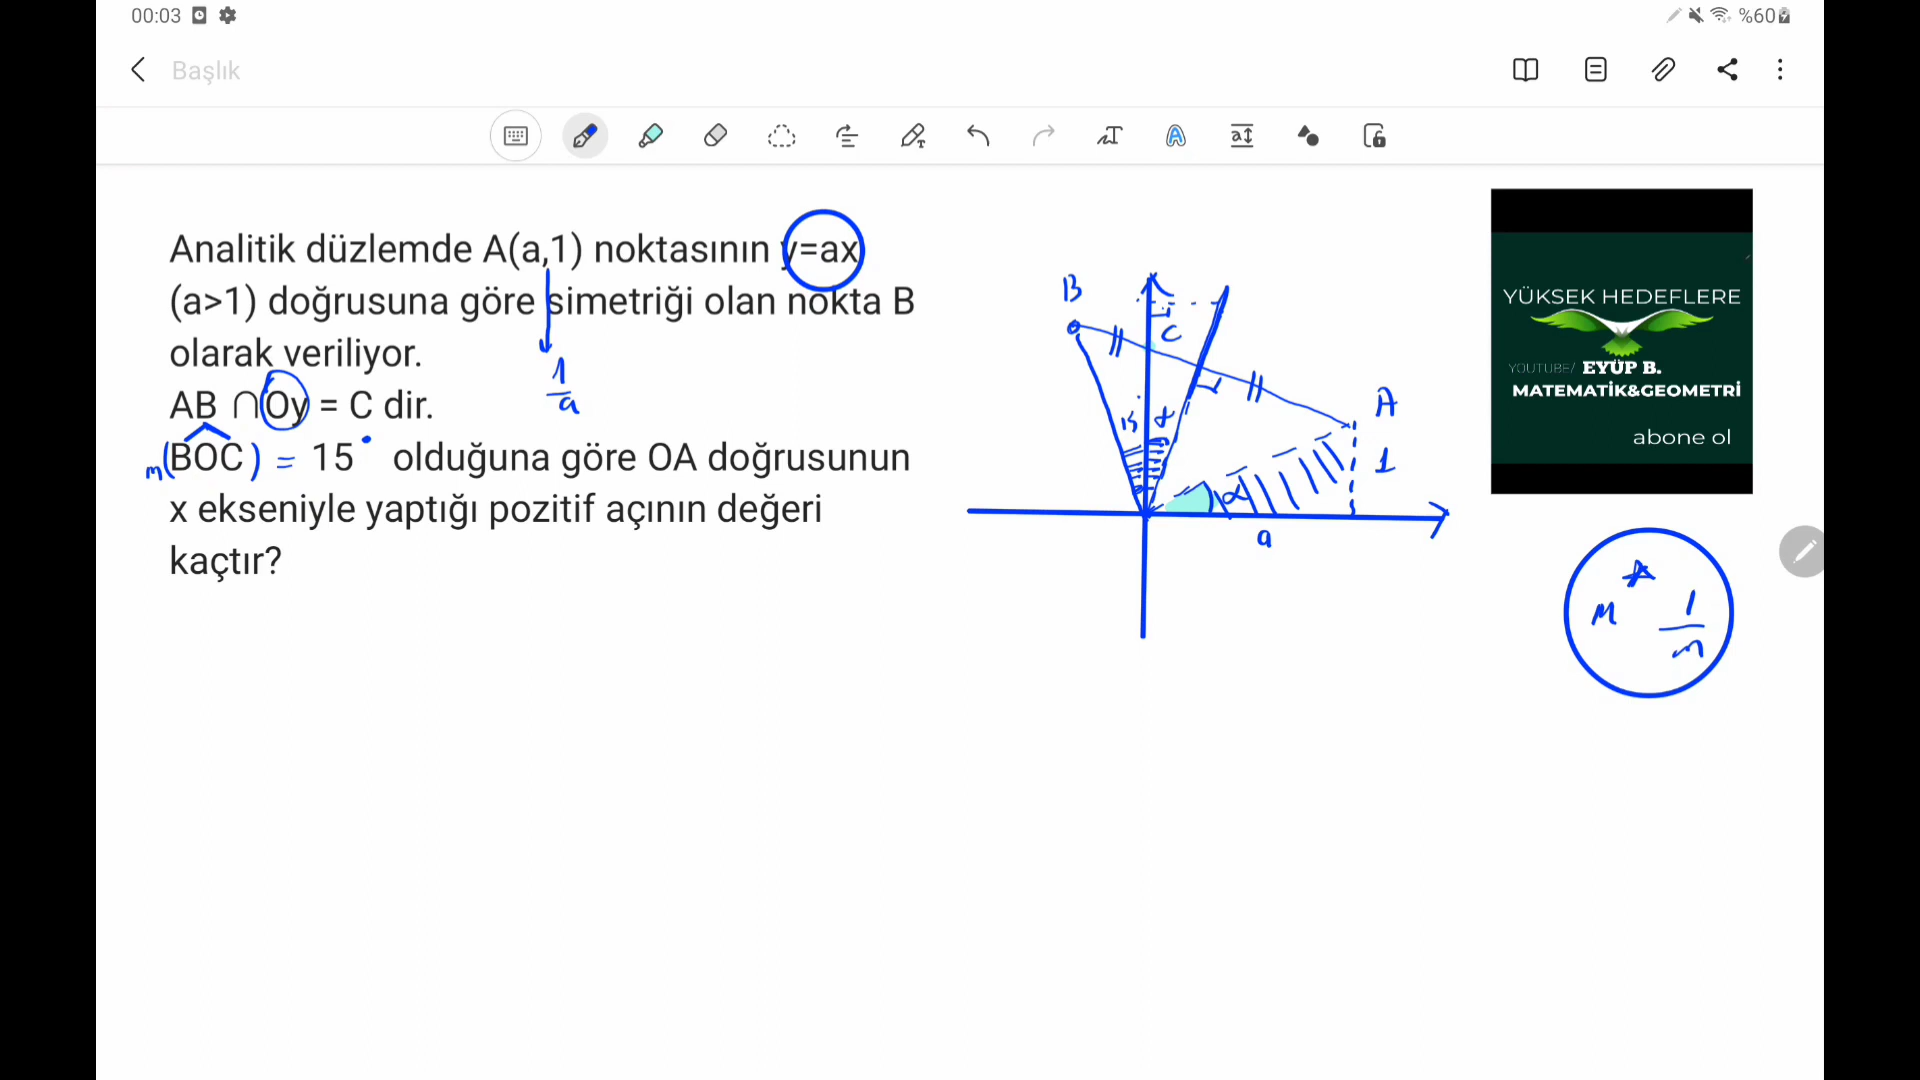 00:03
%60
Başlık
Analitik düzlemde A(a,1) noktasının y=ax
(a>1) doğrusuna göre simetriği olan nokta B
olarak veriliyor.
1/a
AB ∩ Oy = C dir.
m(BOC) = 15° olduğuna göre OA doğrusunun
x ekseniyle yaptığı pozitif açının değeri
kaçtır?
B
C
A
15 α
1
α
a
YÜKSEK HEDEFLERE
YOUTUBE/ EYÜP B.
MATEMATİK&GEOMETRİ
abone ol
m 1/m